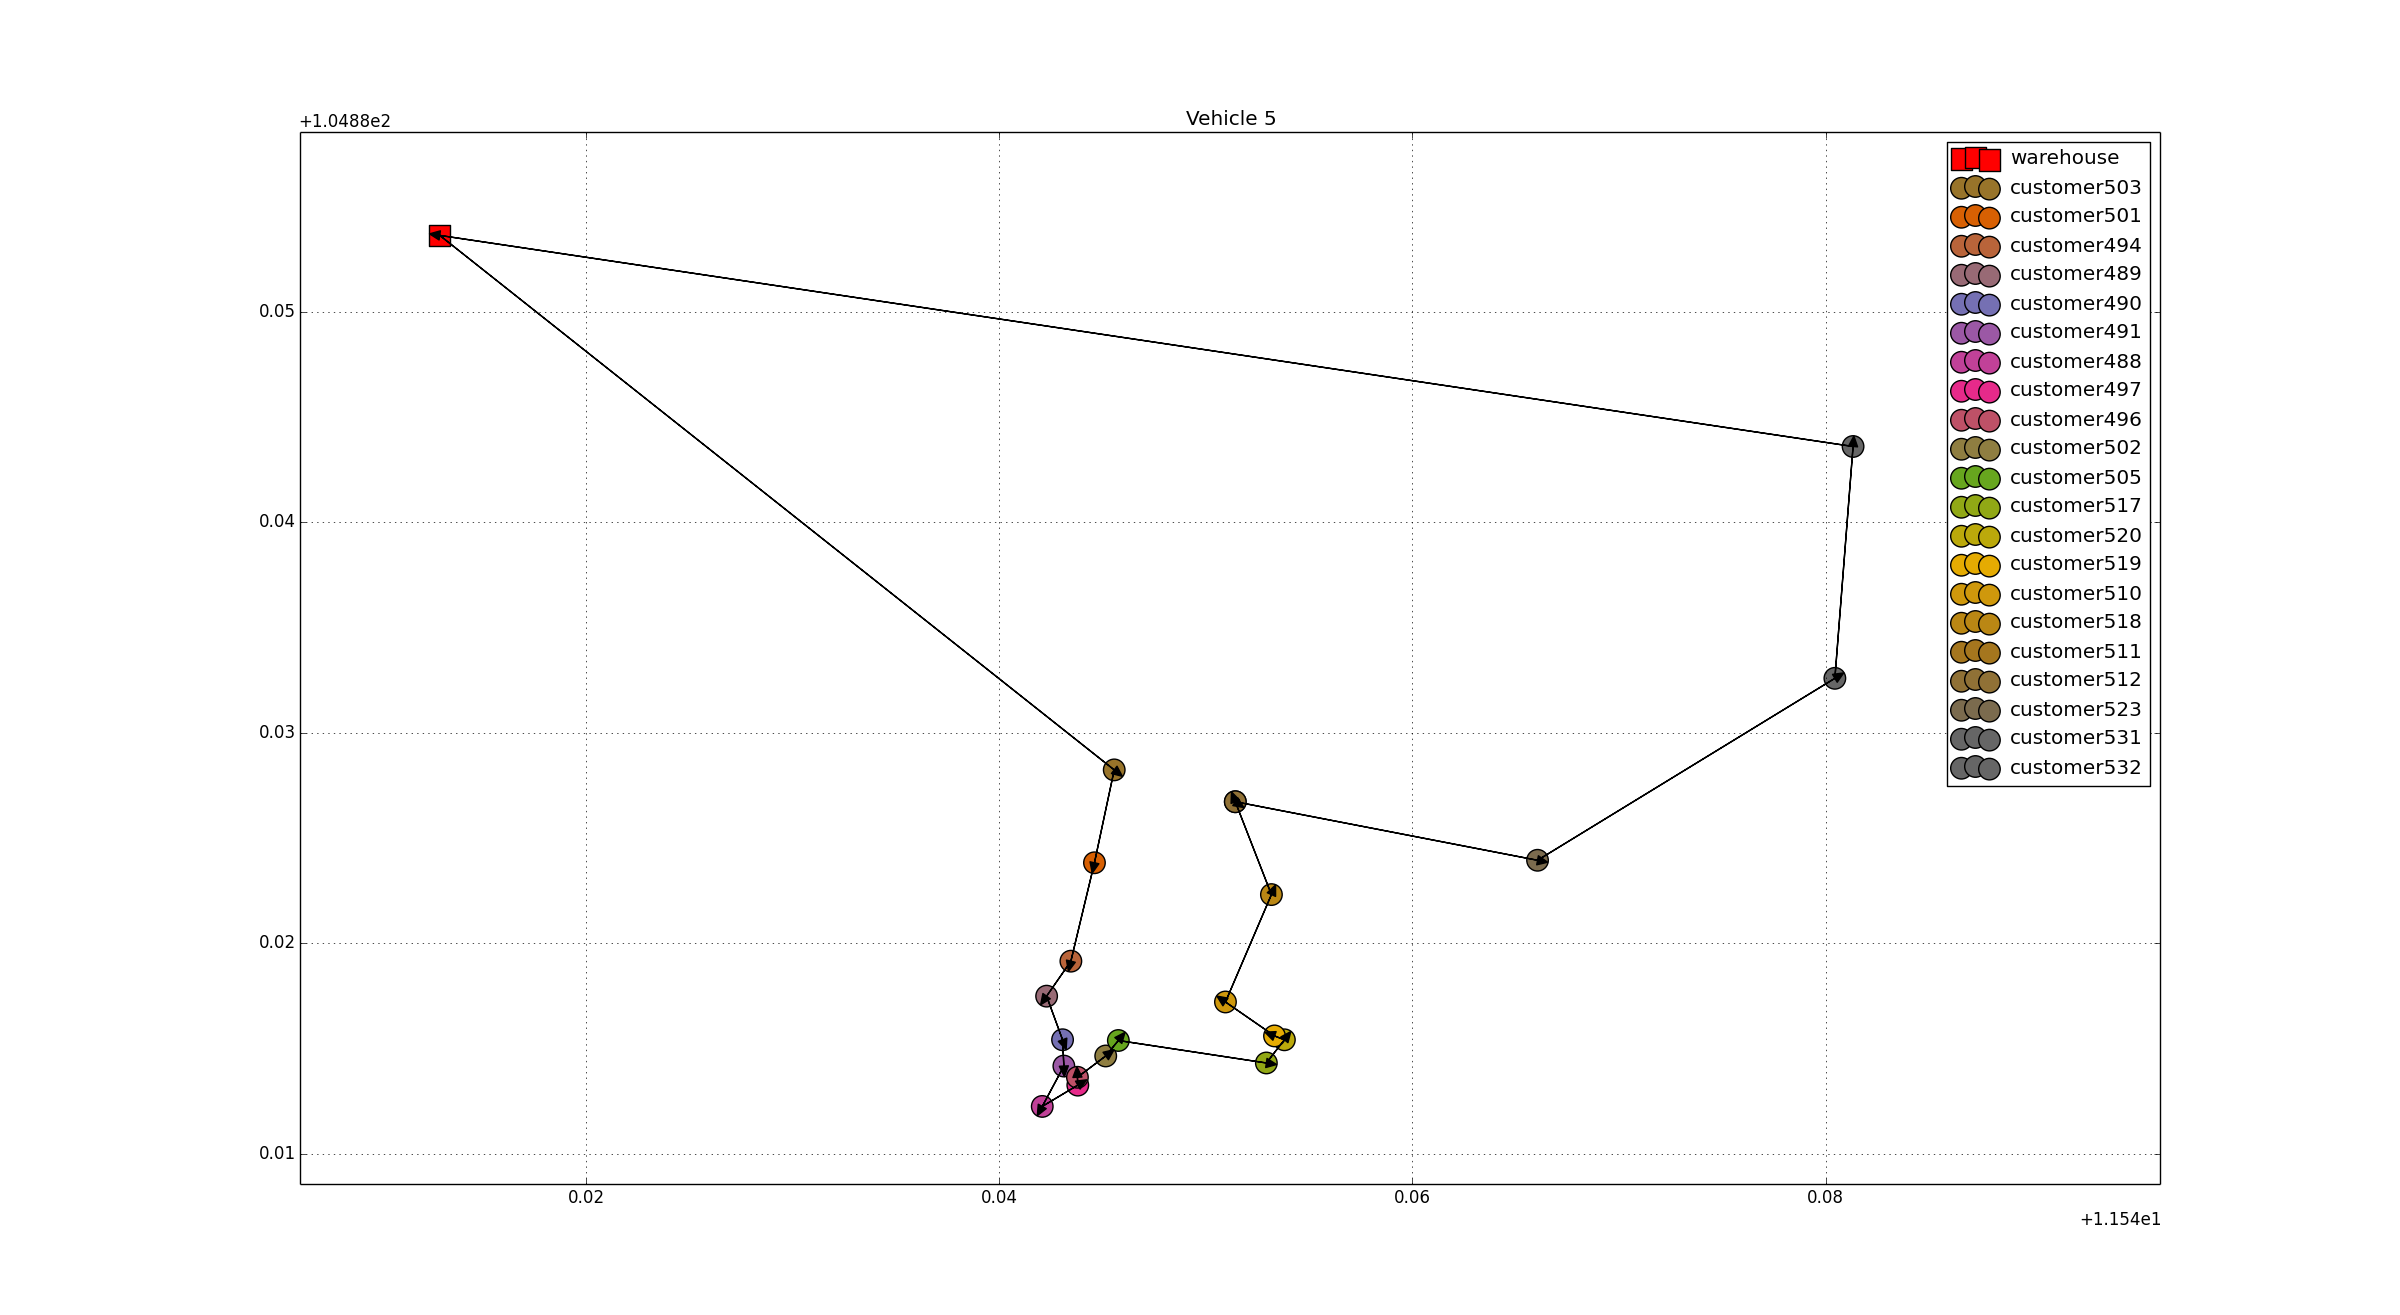 Vehicle 5
+1.0488e2
0.05
0.04
0.03
0.02
0.01
0.02
0.04
0.06
0.08
+1.154e1
warehouse
customer503
customer501
customer494
customer489
customer490
customer491
customer488
customer497
customer496
customer502
customer505
customer517
customer520
customer519
customer510
customer518
customer511
customer512
customer523
customer531
customer532